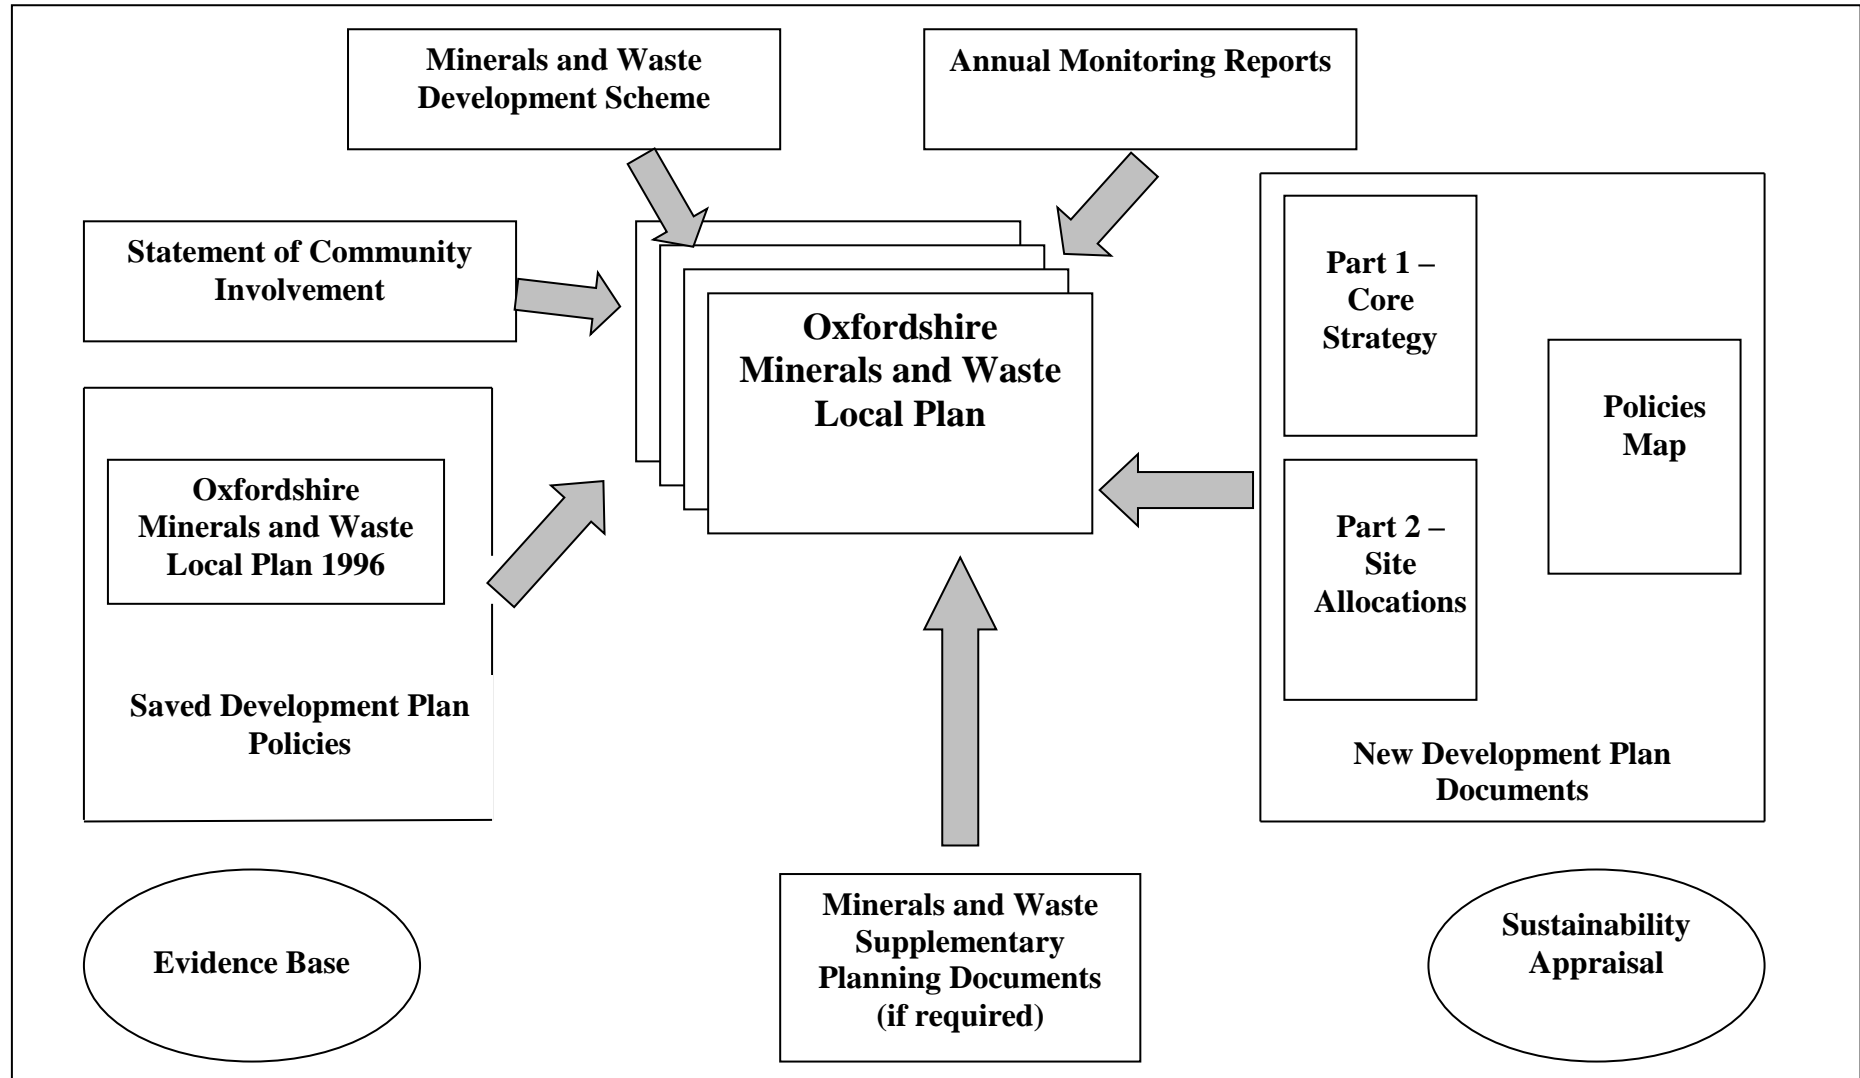 Minerals and Waste
Development Scheme
Annual Monitoring Reports
Statement of Community
Involvement
Oxfordshire
Minerals and Waste
Local Plan
Part 1 –
Core
Strategy
Policies
Map
Oxfordshire
Minerals and Waste
Local Plan 1996
Part 2 –
Site
Allocations
Saved Development Plan
Policies
New Development Plan
Documents
Evidence Base
Minerals and Waste
Supplementary
Planning Documents
(if required)
Sustainability
Appraisal